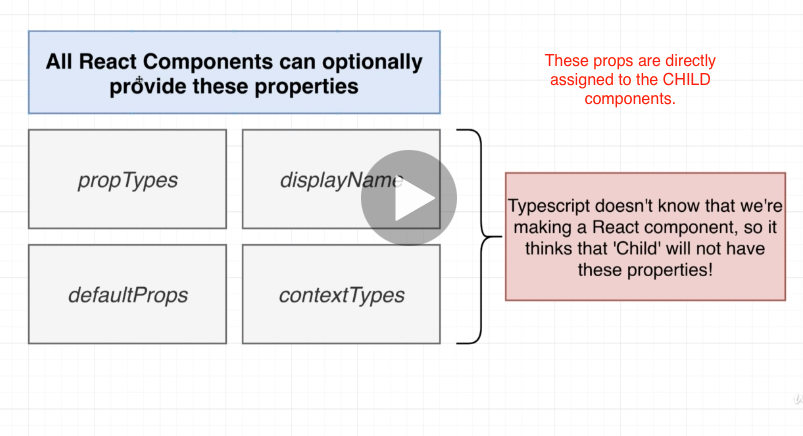 All React Components can optionally
provide these properties
These props are directly
assigned to the CHILD
components.
propTypes
displayName
defaultProps
contextTypes
Typescript doesn't know that we're
making a React component, so it
thinks that 'Child' will not have
these properties!